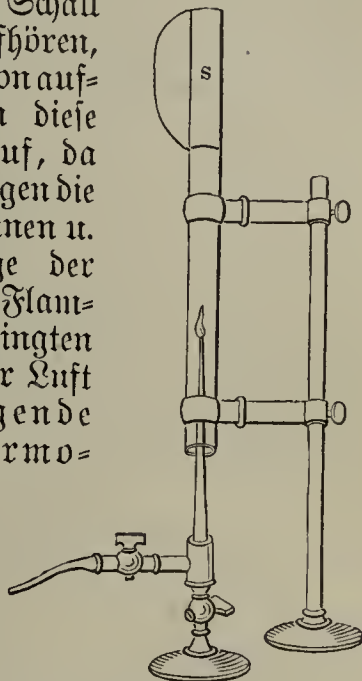 Schall
fhören,
on auf=
n dieſe
uf, da
gen die
nen u.
ge der
Flam=
ingten
r Luft
gende
rmo=
s